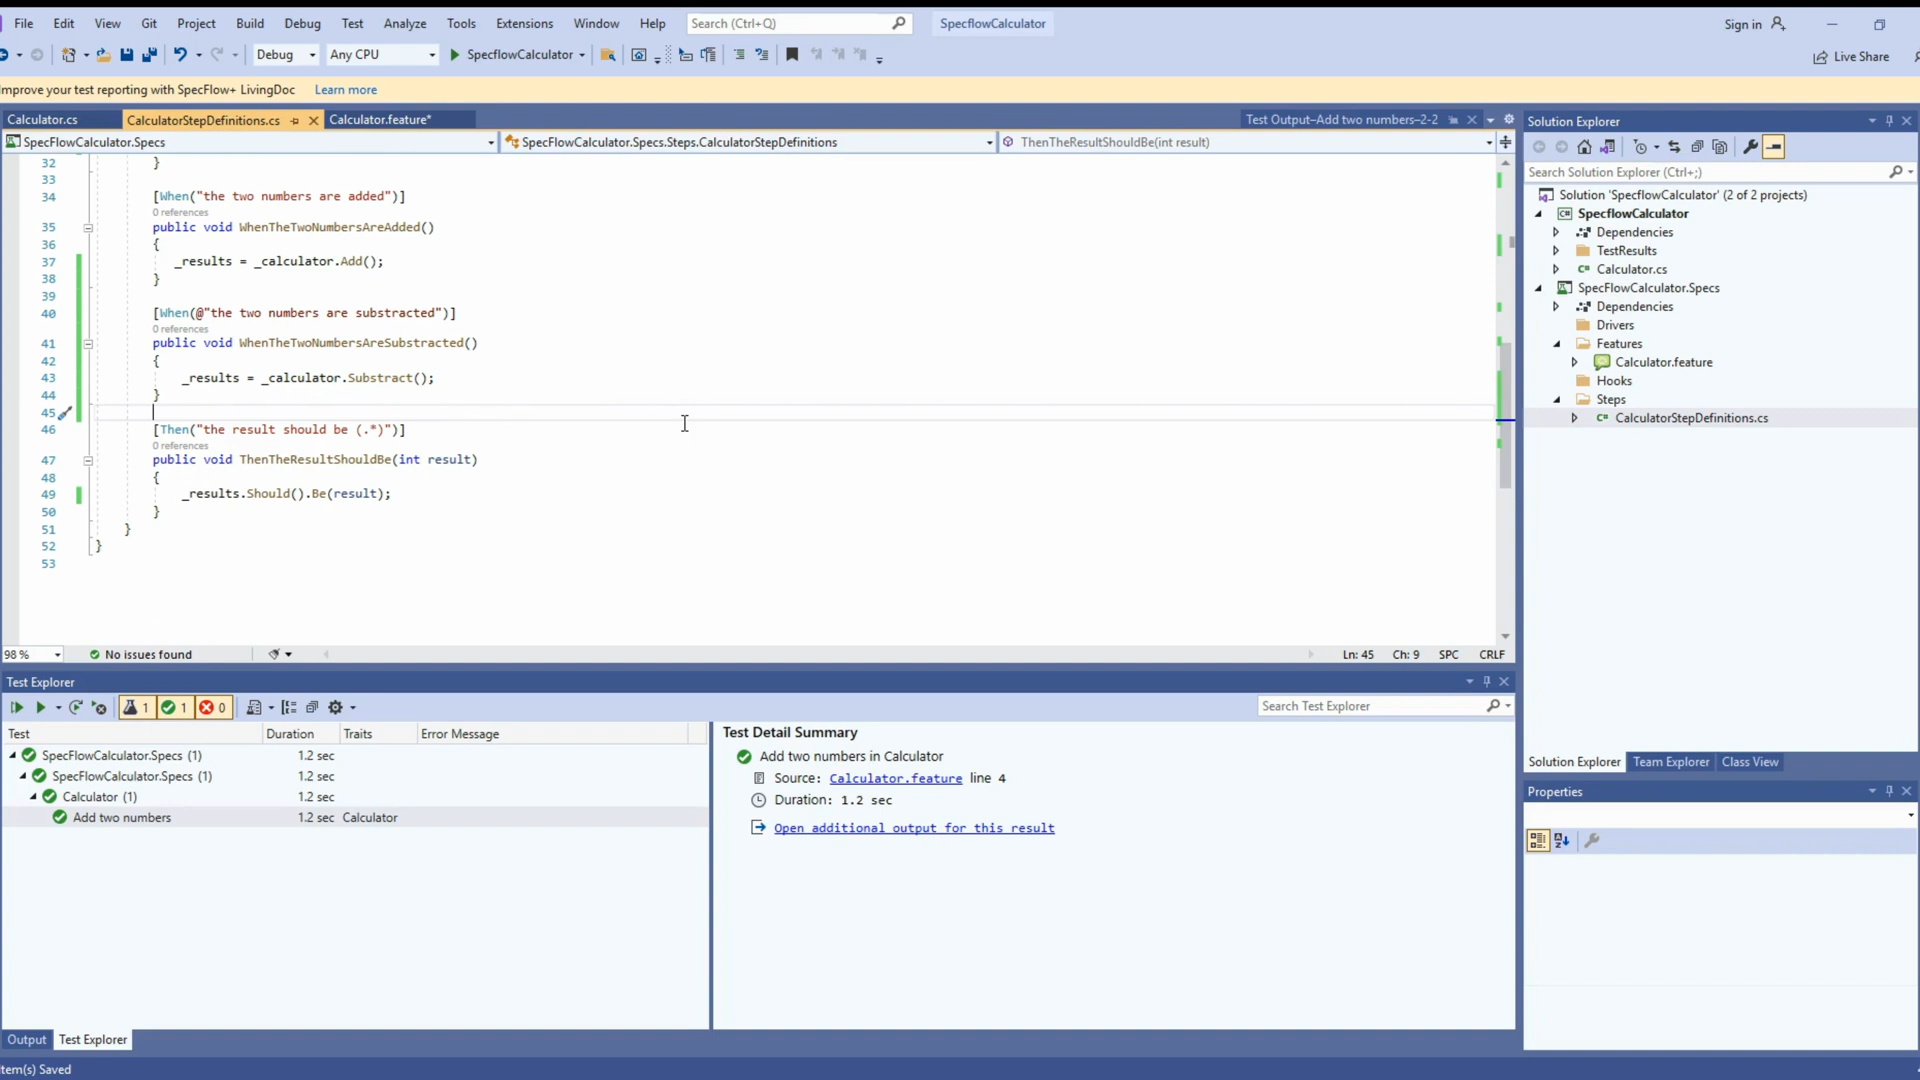 File Edit View Git Project Build Debug Test Analyze Tools Extensions Window Help Search (Ctrl+Q) SpecflowCalculator Sign in
Debug Any CPU SpecflowCalculator Live Share
mprove your test reporting with SpecFlow+ LivingDoc Learn more
Calculator.cs CalculatorStepDefinitions.cs Calculator.feature* Test Output–Add two numbers–2-2
SpecFlowCalculator.Specs SpecFlowCalculator.Specs.Steps.CalculatorStepDefinitions ThenTheResultShouldBe(int result)
32 }
33
34 [When("the two numbers are added")]
0 references
35 public void WhenTheTwoNumbersAreAdded()
36 {
37 _results = _calculator.Add();
38 }
39
40 [When(@"the two numbers are substracted")]
0 references
41 public void WhenTheTwoNumbersAreSubstracted()
42 {
43 _results = _calculator.Substract();
44 }
45
46 [Then("the result should be (.*)")]
0 references
47 public void ThenTheResultShouldBe(int result)
48 {
49 _results.Should().Be(result);
50 }
51 }
52 }
53
98 % No issues found Ln: 45 Ch: 9 SPC CRLF
Solution Explorer
Search Solution Explorer (Ctrl+;)
Solution 'SpecflowCalculator' (2 of 2 projects)
SpecflowCalculator
Dependencies
TestResults
C# Calculator.cs
SpecFlowCalculator.Specs
Dependencies
Drivers
Features
Calculator.feature
Hooks
Steps
C# CalculatorStepDefinitions.cs
Solution Explorer Team Explorer Class View
Properties
Test Explorer
1 1 0 Search Test Explorer
Test Duration Traits Error Message
SpecFlowCalculator.Specs (1) 1.2 sec
SpecFlowCalculator.Specs (1) 1.2 sec
Calculator (1) 1.2 sec
Add two numbers 1.2 sec Calculator
Test Detail Summary
Add two numbers in Calculator
Source: Calculator.feature line 4
Duration: 1.2 sec
Open additional output for this result
Output Test Explorer
tem(s) Saved